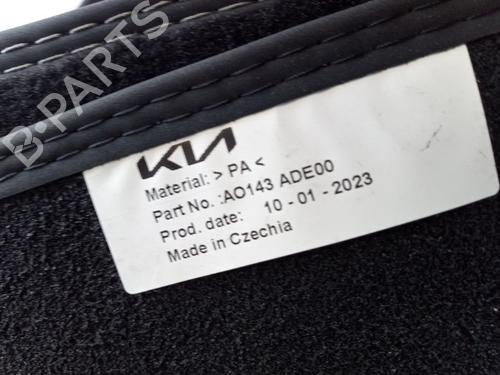 B-PARTS
KIA
Material: > PA <
Part No. :AO143 ADE00
Prod. date: 10 - 01 - 2023
Made in Czechia